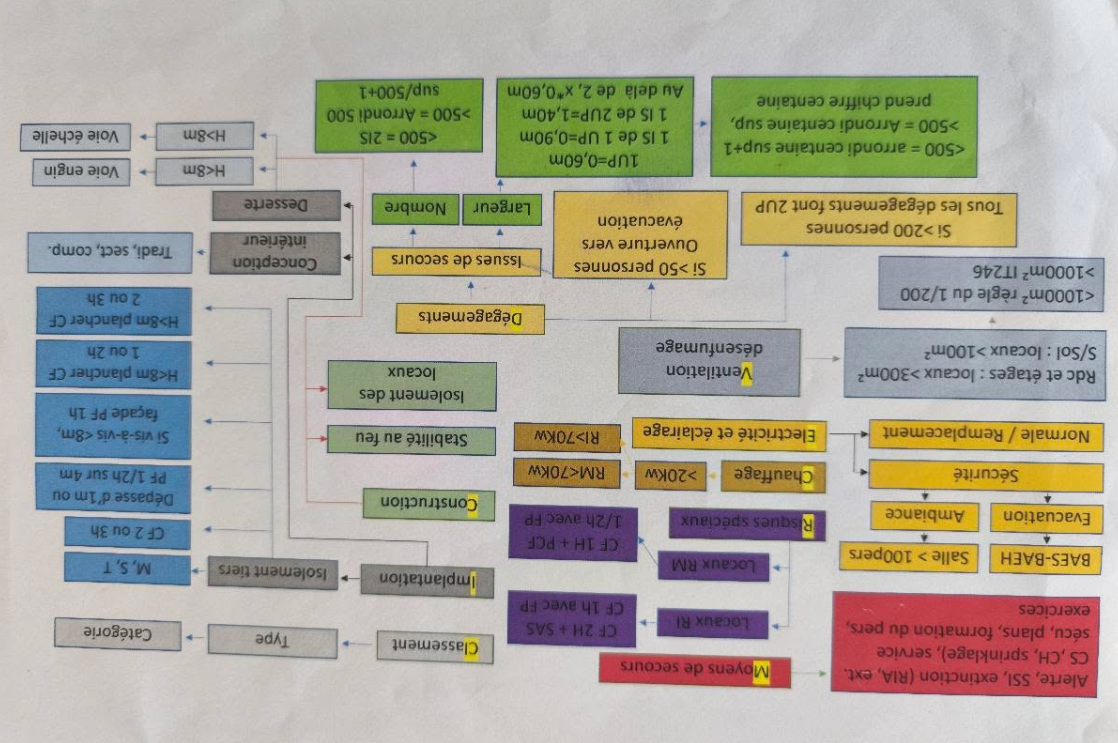 Classement
Type
Catégorie
Implantation
Isolement tiers
M, S, T
CF 2 ou 3h
Dépasse d'1m ou
PF 1/2h sur 4m
Si vis-à-vis <8m,
façade PF 1h
H<8m plancher CF
1 ou 2h
H>8m plancher CF
2 ou 3h
Conception
intérieur
Tradi, sect, comp.
Desserte
H<8m
Voie engin
H>8m
Voie échelle
Construction
Stabilité au feu
Isolement des
locaux
Dégagements
Issues de secours
Nombre
<500 = 2IS
>500 = Arrondi 500
sup/500+1
Largeur
1UP=0,60m
1 IS de 1 UP=0,90m
1 IS de 2UP=1,40m
Au delà de 2, x*0,60m
<500 = arrondi centaine sup+1
>500 = Arrondi centaine sup,
prend chiffre centaine
Si >50 personnes
Ouverture vers
évacuation
Si <200 personnes
Tous les dégagements font 2UP
Ventilation
désenfumage
Rdc et étages : locaux >300m²
S/Sol : locaux >100m²
<1000m² règle du 1/200
>1000m² IT246
Electricité et éclairage
Normale / Remplacement
Sécurité
Evacuation
Ambiance
BAES-BAEH
Salle > 100pers
Chauffage
>20Kw
RM<70Kw
RI>70Kw
Risques spéciaux
Locaux RM
CF 1H + PCF
1/2h avec FP
Locaux RI
CF 2H + SAS
CF 1h avec FP
Moyens de secours
Alerte, SSI, extinction (RIA, ext.
CS ,CH, sprinklage), service
sécu, plans, formation du pers,
exercices